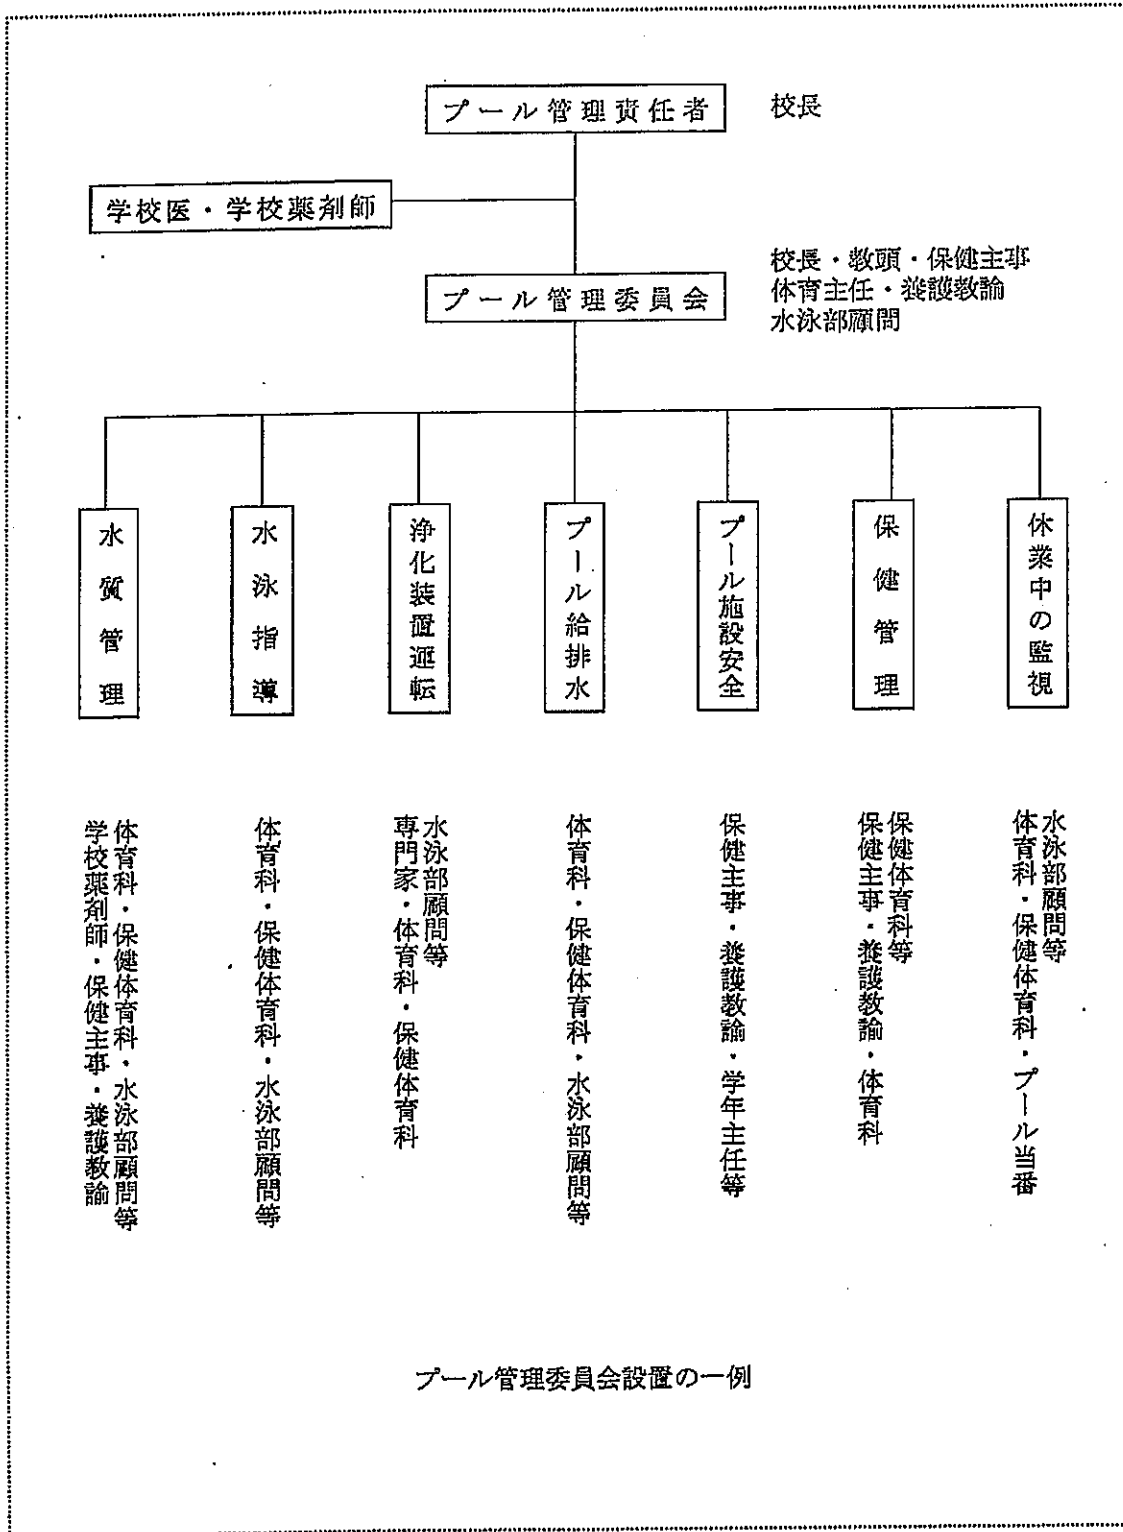 プール管理責任者
校長
学校医・学校薬剤師
プール管理委員会
校長・教頭・保健主事
体育主任・養護教諭
水泳部顧問
水質管理
水泳指導
浄化装置運転
プール給排水
プール施設安全
保健管理
休業中の監視
学校薬剤師・保健主事・養護教諭
体育科・保健体育科・水泳部顧問等
体育科・保健体育科・水泳部顧問等
専門家・体育科・保健体育科
水泳部顧問等
体育科・保健体育科・水泳部顧問等
保健主事・養護教諭・学年主任等
保健主事・養護教諭・体育科
保健体育科等
体育科・保健体育科・プール当番
水泳部顧問等
プール管理委員会設置の一例